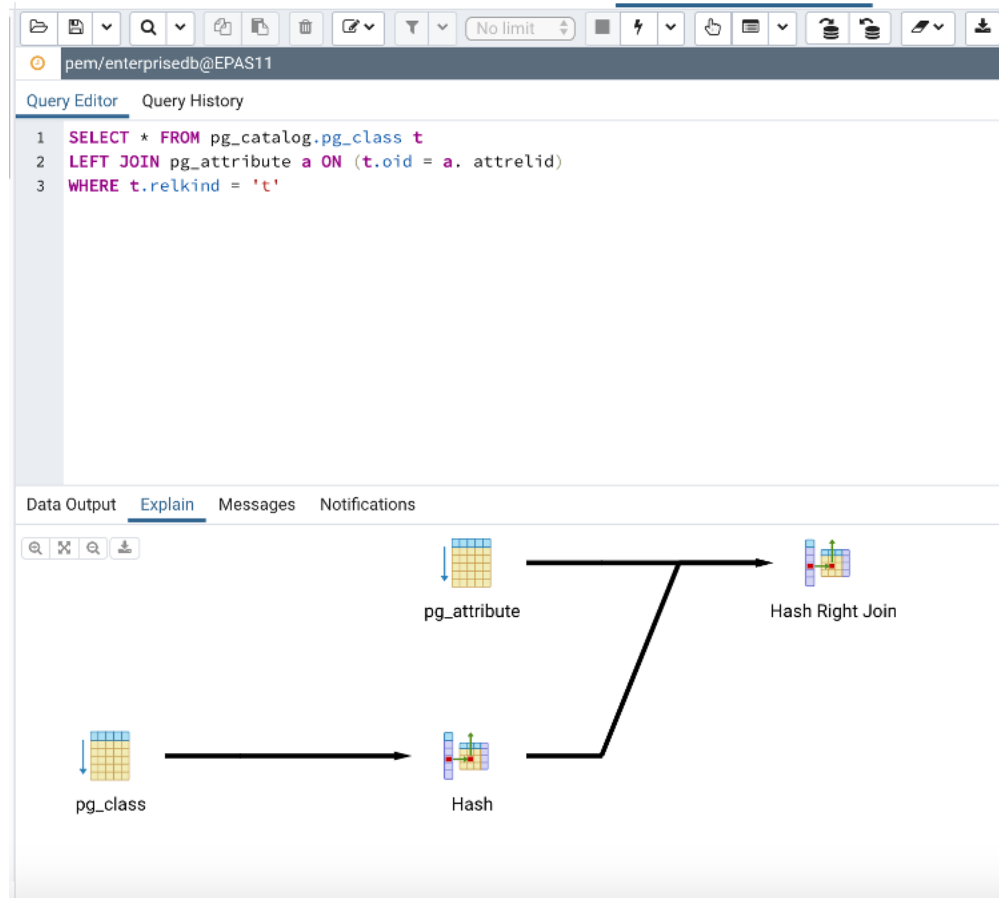 No limit
pem/enterprisedb@EPAS11
Query Editor Query History
1 SELECT * FROM pg_catalog.pg_class t
2 LEFT JOIN pg_attribute a ON (t.oid = a. attrelid)
3 WHERE t.relkind = 't'
Data Output Explain Messages Notifications
pg_attribute
Hash Right Join
pg_class
Hash